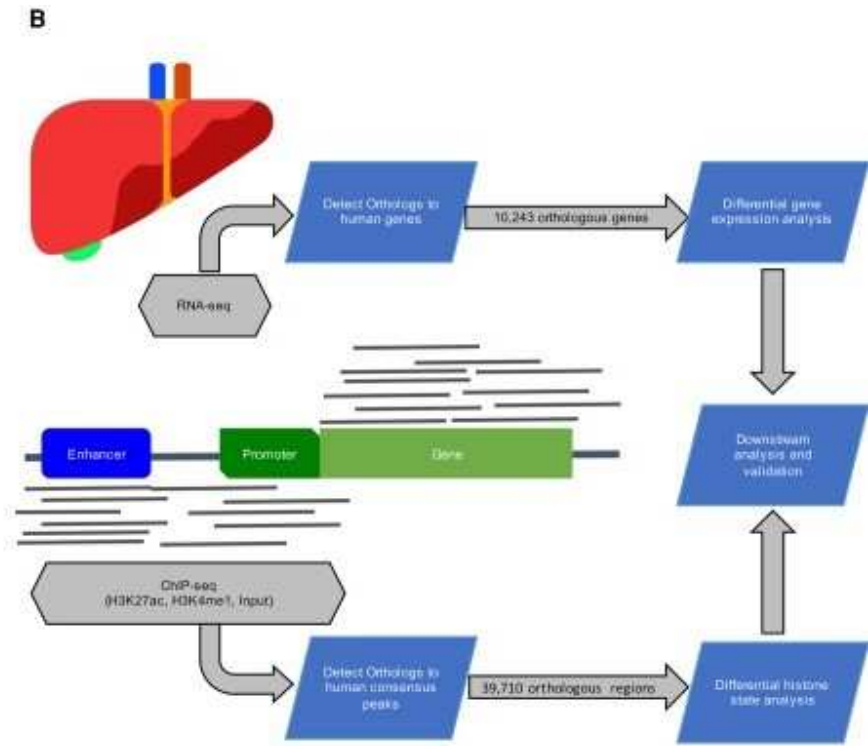 B
Detect Orthologs to
human genes
10,243 orthologous genes
Differential gene
expression analysis
RNA-seq
Enhancer
Promoter
Gene
Downstream
analysis and
validation
ChIP-seq
(H3K27ac, H3K4me1, Input)
Detect Orthologs to
human consensus
peaks
39,710 orthologous regions
Differential histone
state analysis